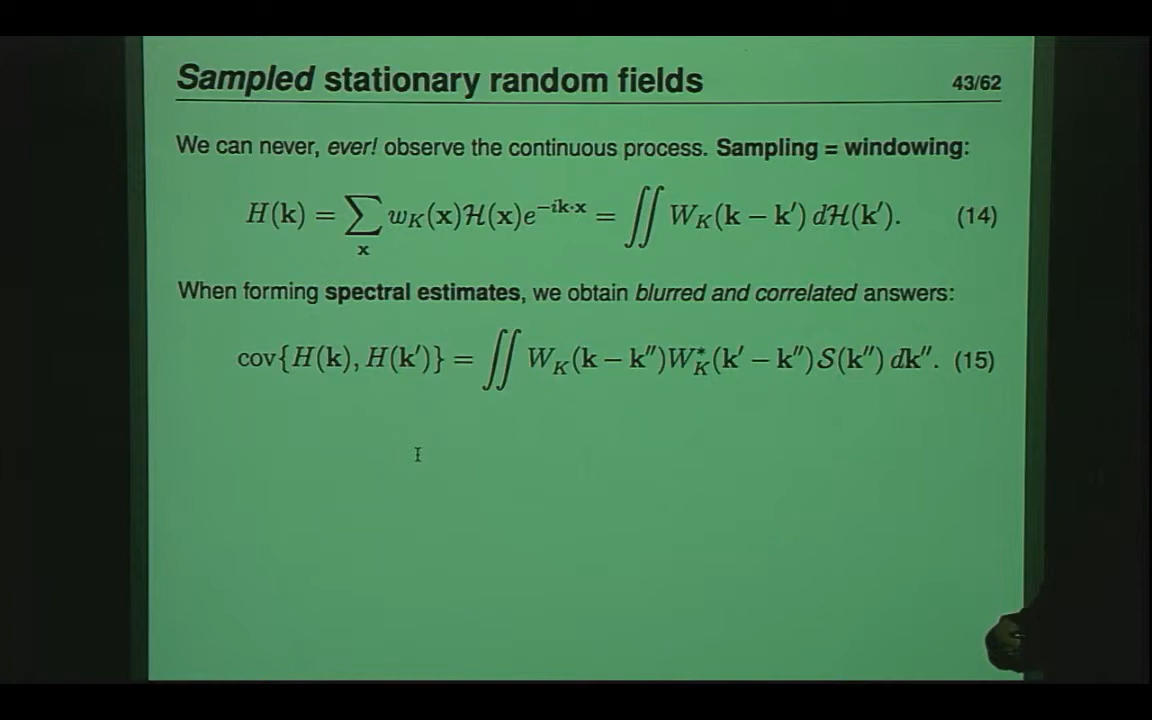 Sampled stationary random fields 43/62
We can never, ever! observe the continuous process. Sampling = windowing:
H(k) = ∑ₓ w_K(x)ℋ(x)e^{−ik·x} = ∬ W_K(k − k′) dℋ(k′). (14)
When forming spectral estimates, we obtain blurred and correlated answers:
cov{H(k), H(k′)} = ∬ W_K(k − k″)W_K^*(k′ − k″)𝒮(k″) dk″. (15)